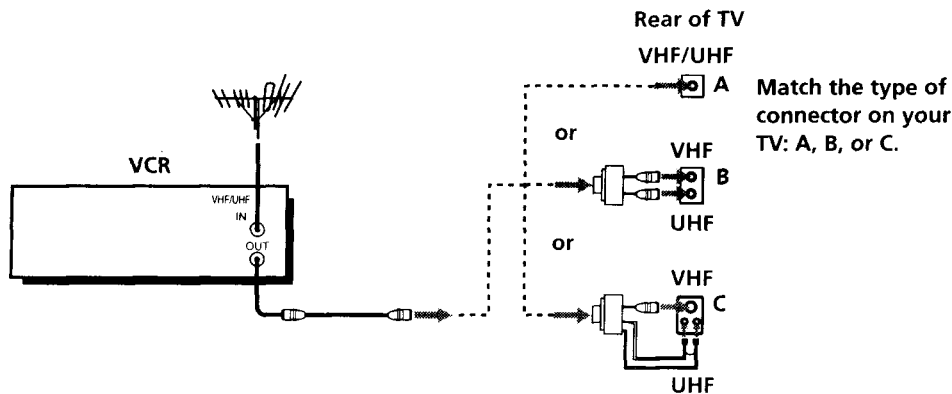 Rear of TV
VHF/UHF
A
Match the type of
connector on your
TV: A, B, or C.
or
VCR
VHF
B
VHF/UHF
IN
UHF
OUT
or
VHF
C
UHF